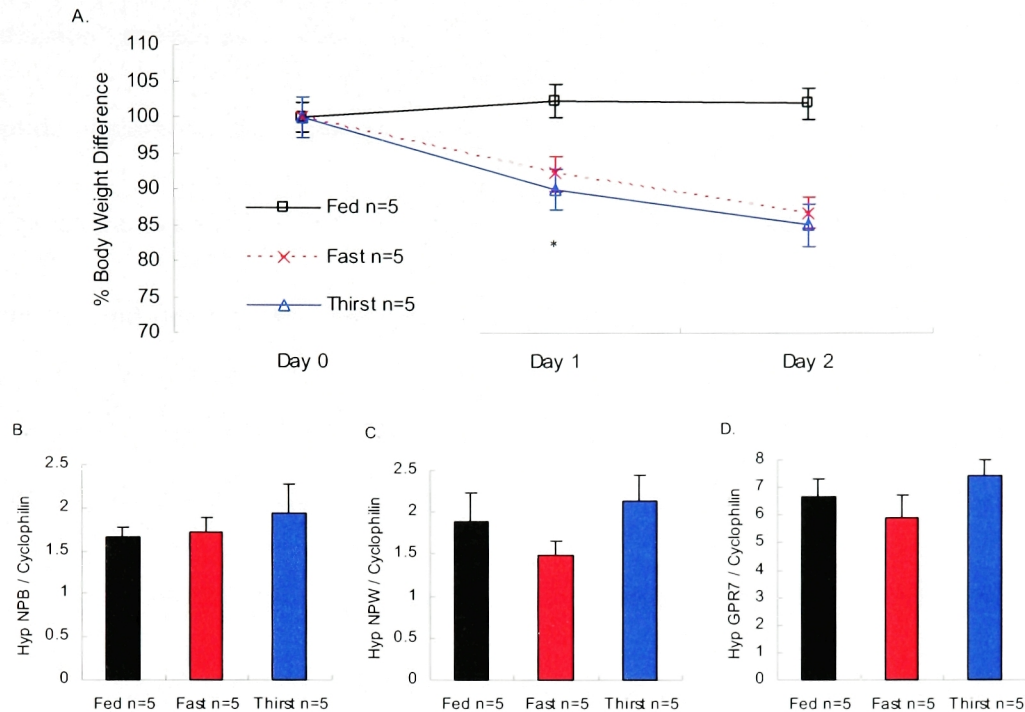 A.
% Body Weight Difference
110
105
100
95
90
85
80
75
70
Fed n=5
Fast n=5
Thirst n=5
*
Day 0 Day 1 Day 2
B.
Hyp NPB / Cyclophilin
2.5
2
1.5
1
0.5
0
Fed n=5 Fast n=5 Thirst n=5
C.
Hyp NPW / Cyclophilin
2.5
2
1.5
1
0.5
0
Fed n=5 Fast n=5 Thirst n=5
D.
Hyp GPR7 / Cyclophilin
8
7
6
5
4
3
2
1
0
Fed n=5 Fast n=5 Thirst n=5